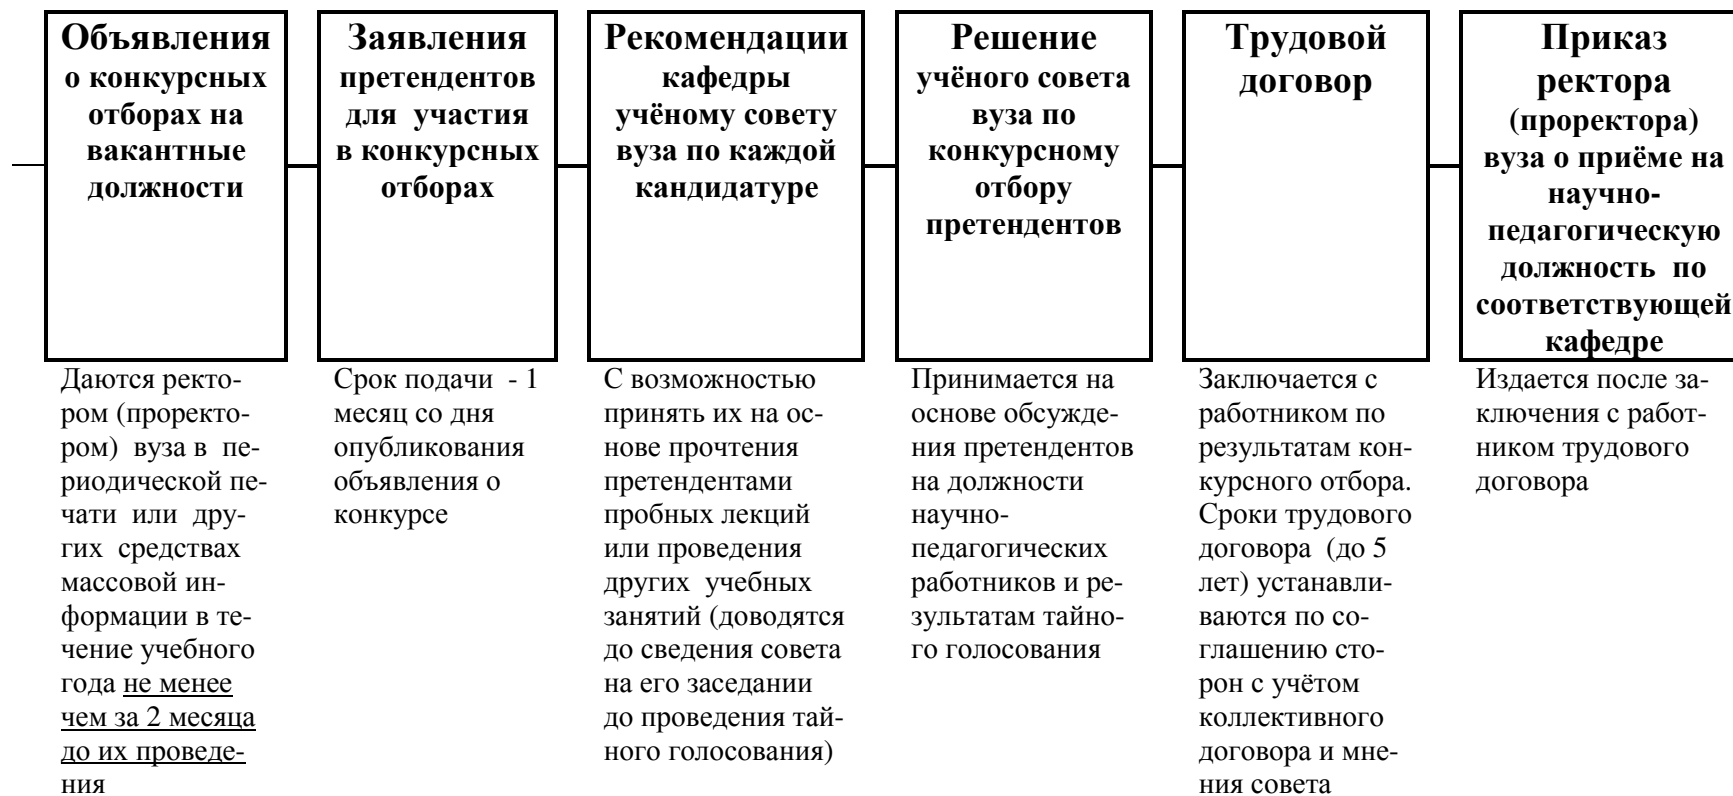 Объявления
о конкурсных
отборах на
вакантные
должности
Заявления
претендентов
для участия
в конкурсных
отборах
Рекомендации
кафедры
учёному совету
вуза по каждой
кандидатуре
Решение
учёного совета
вуза по
конкурсному
отбору
претендентов
Трудовой
договор
Приказ
ректора
(проректора)
вуза о приёме на
научно-
педагогическую
должность по
соответствующей
кафедре
Даются ректо-
ром (проректо-
ром) вуза в пе-
риодической пе-
чати или дру-
гих средствах
массовой ин-
формации в те-
чение учебного
года не менее
чем за 2 месяца
до их проведе-
ния
Срок подачи - 1
месяц со дня
опубликования
объявления о
конкурсе
С возможностью
принять их на ос-
нове прочтения
претендентами
пробных лекций
или проведения
других учебных
занятий (доводятся
до сведения совета
на его заседании
до проведения тай-
ного голосования)
Принимается на
основе обсужде-
ния претендентов
на должности
научно-
педагогических
работников и ре-
зультатам тайно-
го голосования
Заключается с
работником по
результатам кон-
курсного отбора.
Сроки трудового
договора (до 5
лет) устанавли-
ваются по со-
глашению сто-
рон с учётом
коллективного
договора и мне-
ния совета
Издается после за-
ключения с работ-
ником трудового
договора